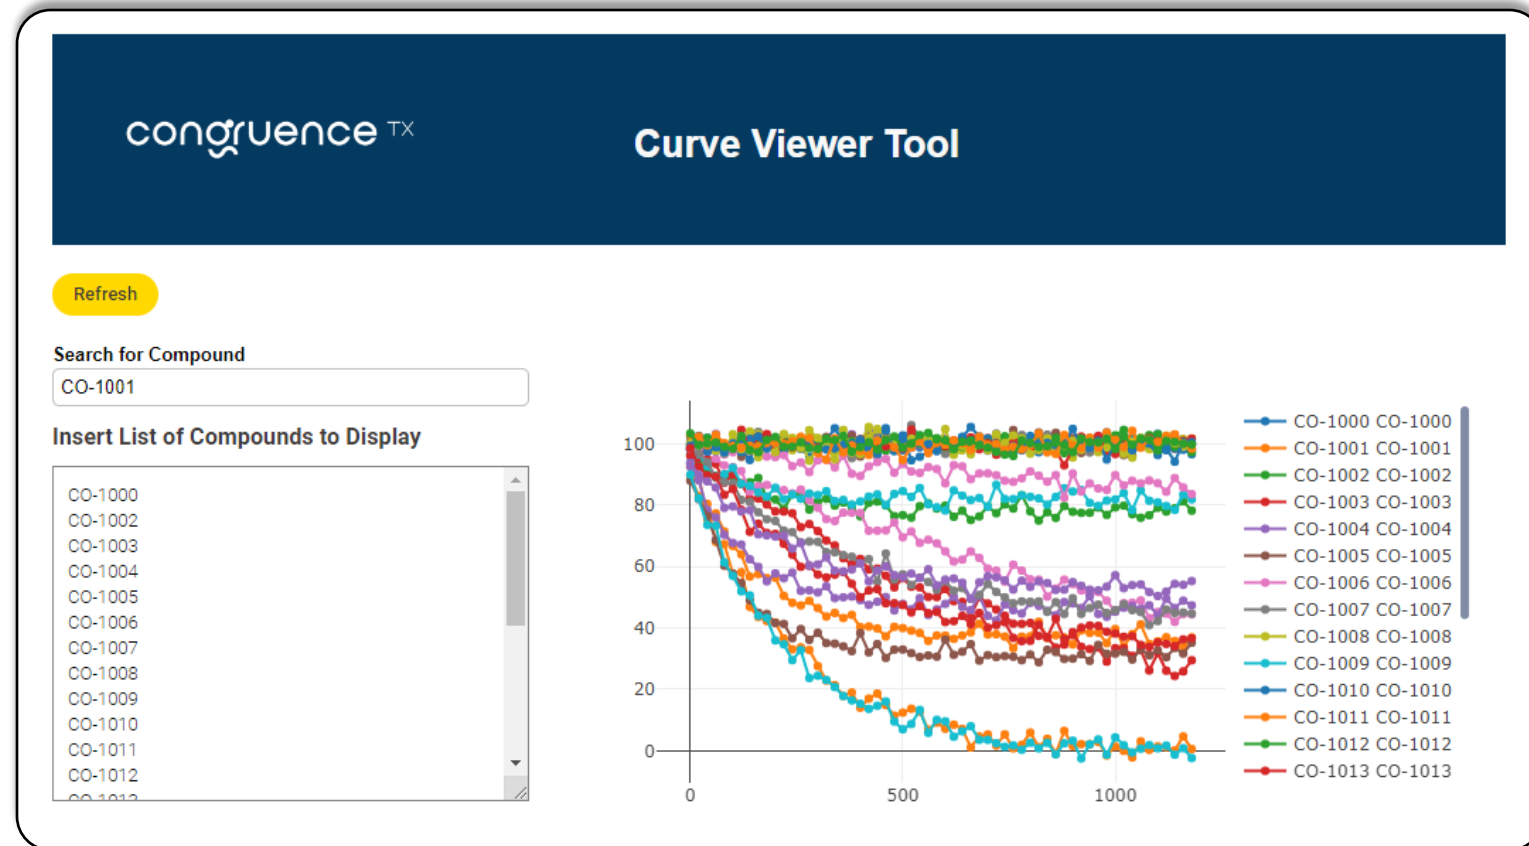 congruence TX
Curve Viewer Tool
Refresh
Search for Compound
CO-1001
Insert List of Compounds to Display
CO-1000
CO-1002
CO-1003
CO-1004
CO-1005
CO-1006
CO-1007
CO-1008
CO-1009
CO-1010
CO-1011
CO-1012
CO-1013
100
80
60
40
20
0
0
500
1000
CO-1000 CO-1000
CO-1001 CO-1001
CO-1002 CO-1002
CO-1003 CO-1003
CO-1004 CO-1004
CO-1005 CO-1005
CO-1006 CO-1006
CO-1007 CO-1007
CO-1008 CO-1008
CO-1009 CO-1009
CO-1010 CO-1010
CO-1011 CO-1011
CO-1012 CO-1012
CO-1013 CO-1013